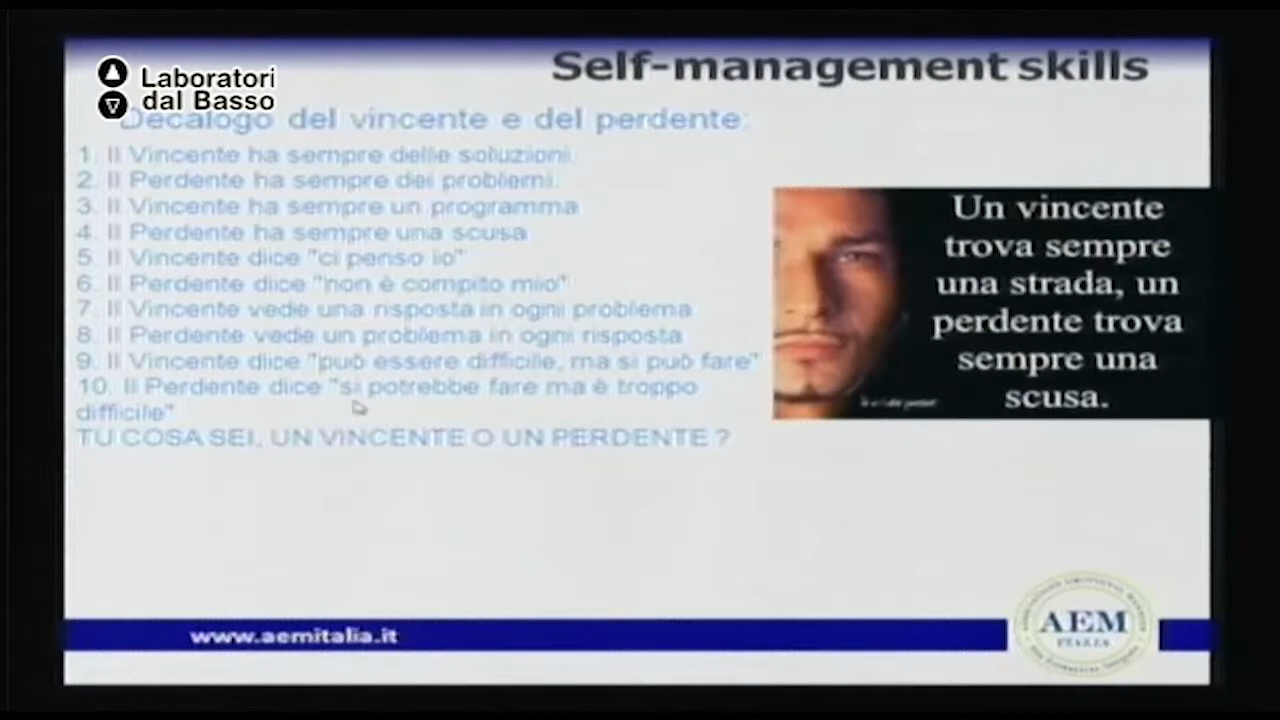 Self-management skills
Laboratori
dal Basso
Decalogo del vincente e del perdente:
1. Il Vincente ha sempre delle soluzioni.
2. Il Perdente ha sempre dei problemi.
3. Il Vincente ha sempre un programma
4. Il Perdente ha sempre una scusa
5. Il Vincente dice "ci penso io"
6. Il Perdente dice "non è compito mio"
7. Il Vincente vede una risposta in ogni problema
8. Il Perdente vede un problema in ogni risposta
9. Il Vincente dice "può essere difficile, ma si può fare"
10. Il Perdente dice "si potrebbe fare ma è troppo
difficile"
TU COSA SEI, UN VINCENTE O UN PERDENTE ?
Un vincente
trova sempre
una strada, un
perdente trova
sempre una
scusa.
www.aemitalia.it
AEM
ITALIA